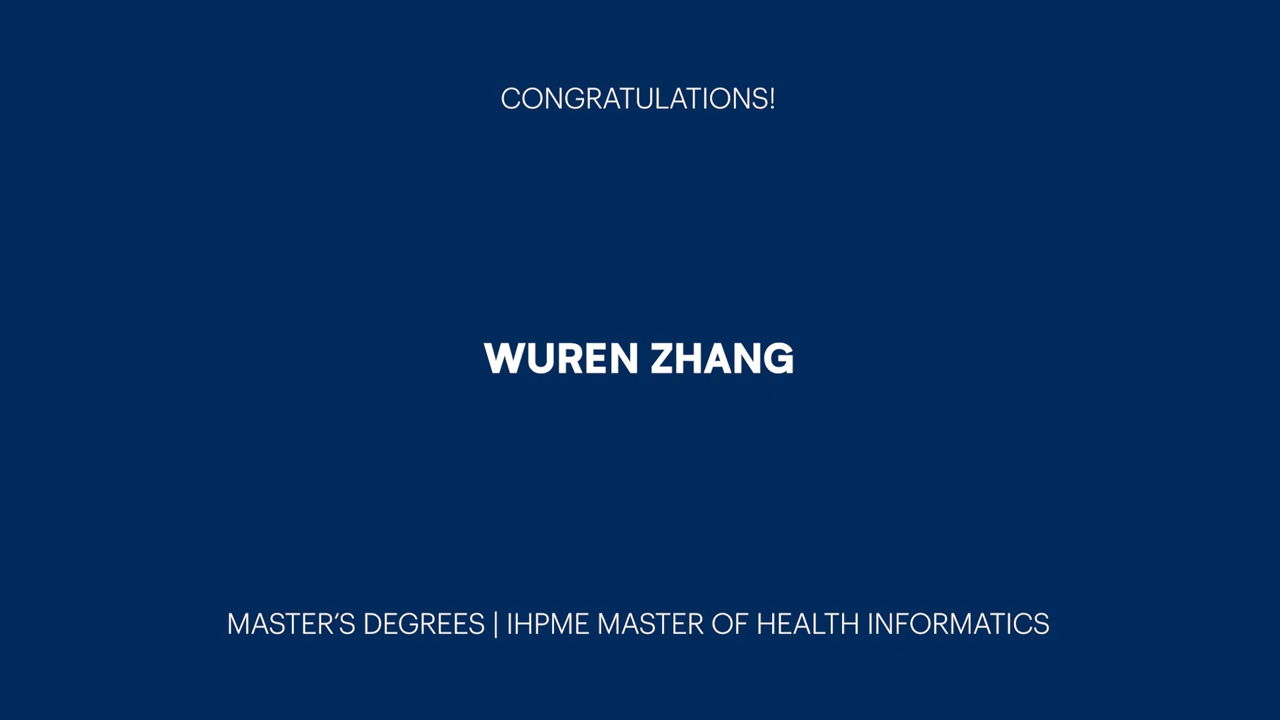 CONGRATULATIONS!
WUREN ZHANG
MASTER’S DEGREES | IHPME MASTER OF HEALTH INFORMATICS